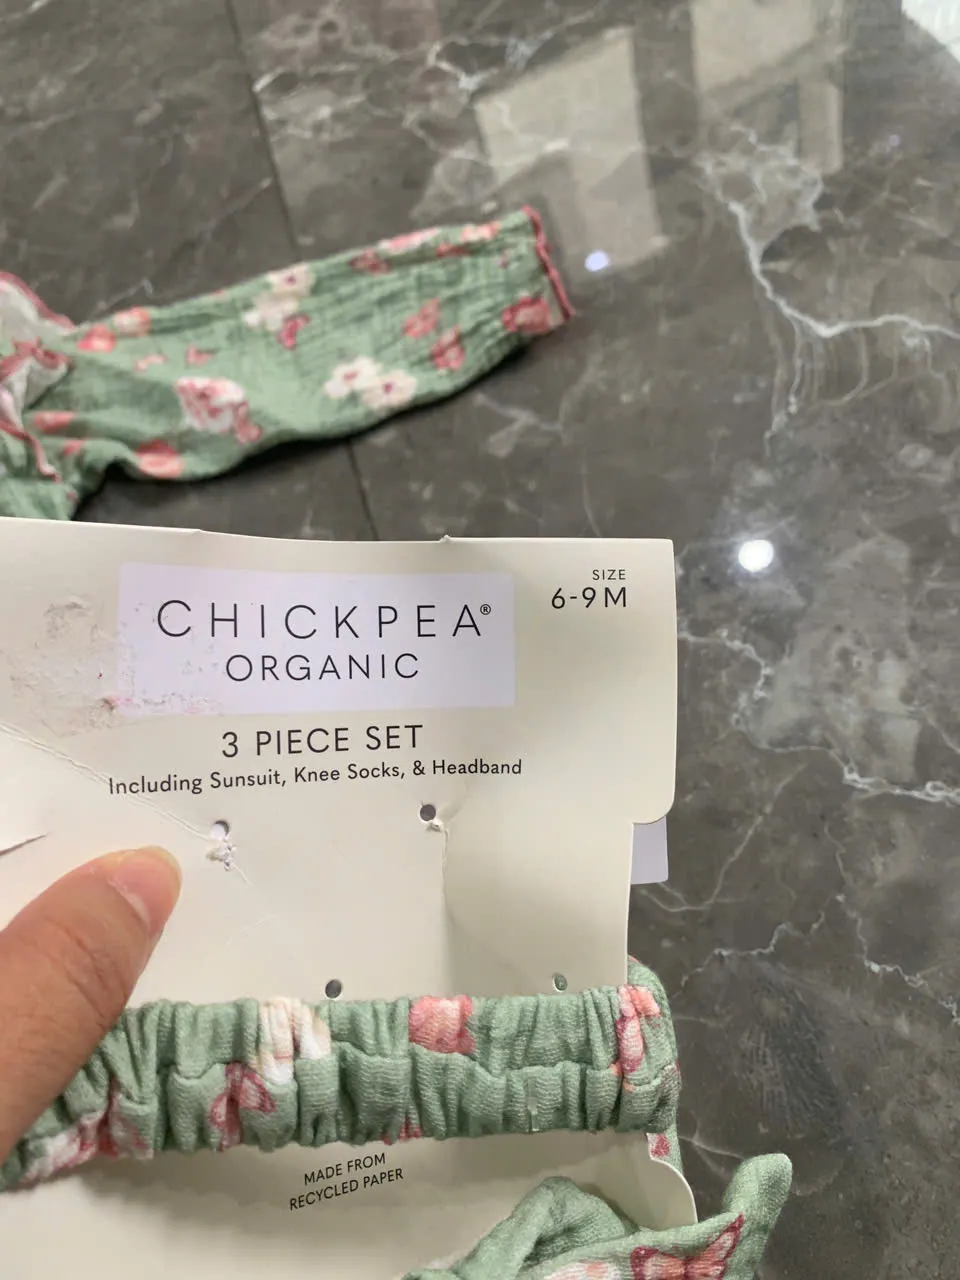 CHICKPEA®
ORGANIC
SIZE
6-9M
3 PIECE SET
Including Sunsuit, Knee Socks, & Headband
MADE FROM
RECYCLED PAPER